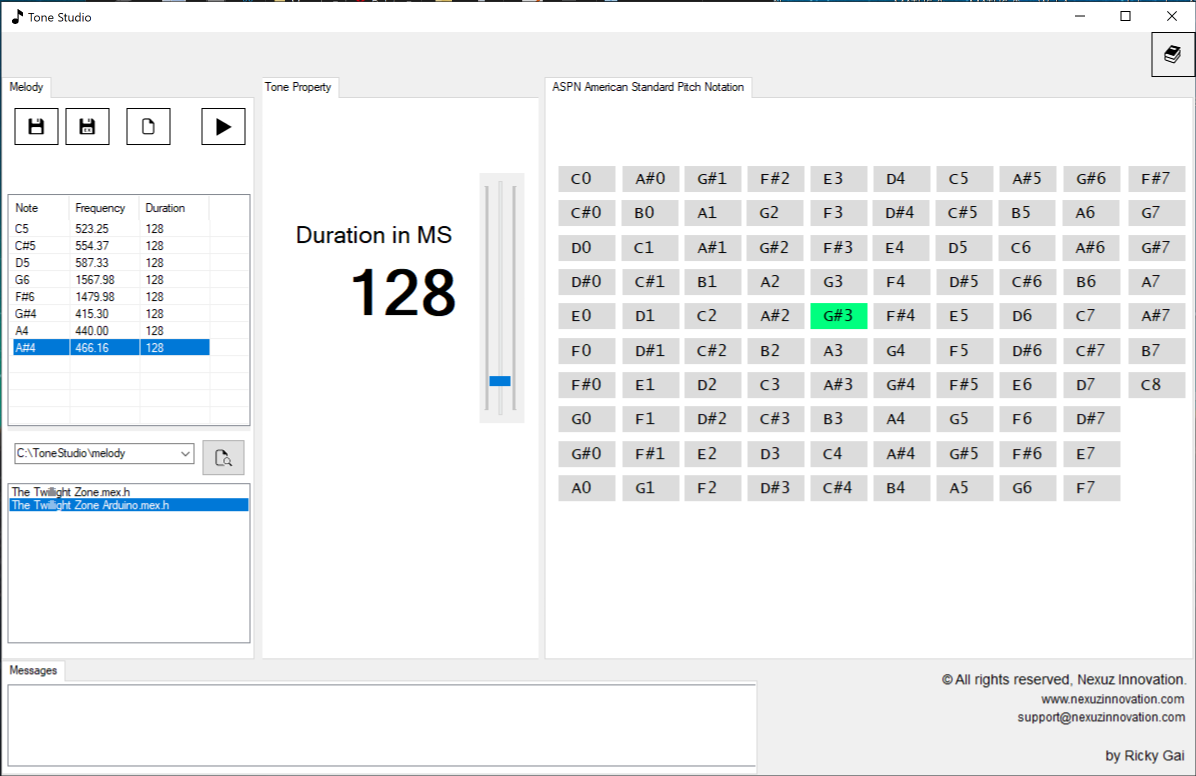 Tone Studio
Melody
Note Frequency Duration
C5 523.25 128
C#5 554.37 128
D5 587.33 128
G6 1567.98 128
F#6 1479.98 128
G#4 415.30 128
A4 440.00 128
A#4 466.16 128
C:\ToneStudio\melody
The Twillight Zone.mex.h
The Twillight Zone Arduino.mex.h
Tone Property
Duration in MS
128
ASPN American Standard Pitch Notation
C0 A#0 G#1 F#2 E3 D4 C5 A#5 G#6 F#7
C#0 B0 A1 G2 F3 D#4 C#5 B5 A6 G7
D0 C1 A#1 G#2 F#3 E4 D5 C6 A#6 G#7
D#0 C#1 B1 A2 G3 F4 D#5 C#6 B6 A7
E0 D1 C2 A#2 G#3 F#4 E5 D6 C7 A#7
F0 D#1 C#2 B2 A3 G4 F5 D#6 C#7 B7
F#0 E1 D2 C3 A#3 G#4 F#5 E6 D7 C8
G0 F1 D#2 C#3 B3 A4 G5 F6 D#7
G#0 F#1 E2 D3 C4 A#4 G#5 F#6 E7
A0 G1 F2 D#3 C#4 B4 A5 G6 F7
Messages
© All rights reserved, Nexuz Innovation.
www.nexuzinnovation.com
support@nexuzinnovation.com
by Ricky Gai